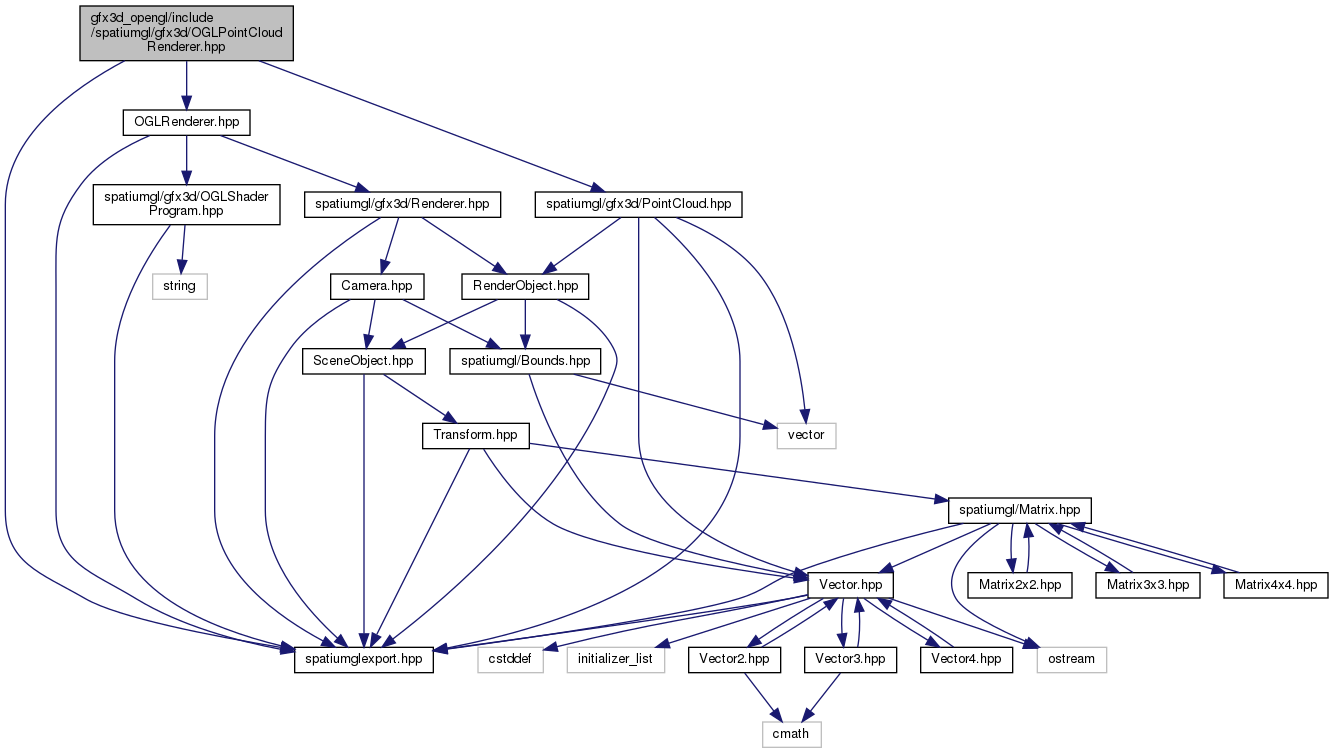 gfx3d_opengl/include
/spatiumgl/gfx3d/OGLPointCloud
Renderer.hpp
OGLRenderer.hpp
spatiumgl/gfx3d/OGLShader
Program.hpp
spatiumgl/gfx3d/Renderer.hpp
spatiumgl/gfx3d/PointCloud.hpp
string
Camera.hpp
RenderObject.hpp
SceneObject.hpp
spatiumgl/Bounds.hpp
Transform.hpp
vector
spatiumgl/Matrix.hpp
Vector.hpp
Matrix2x2.hpp
Matrix3x3.hpp
Matrix4x4.hpp
spatiumglexport.hpp
cstddef
initializer_list
Vector2.hpp
Vector3.hpp
Vector4.hpp
ostream
cmath